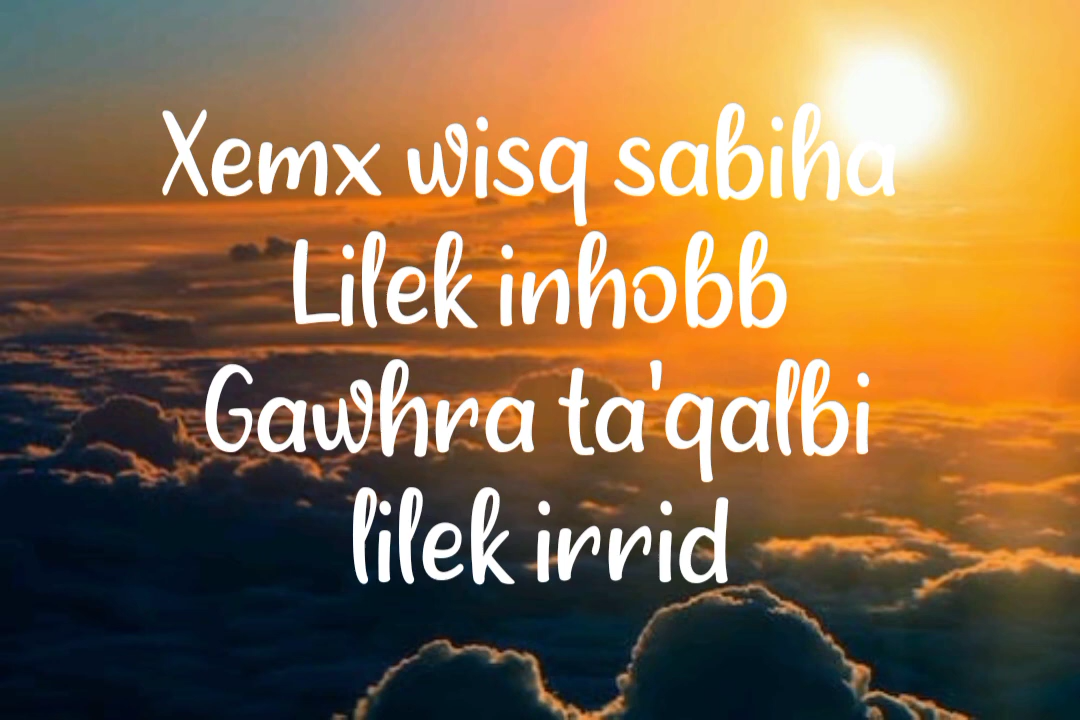 Xemx wisq sabiha
Lilek inhobb
Gawhra ta'qalbi
lilek irrid